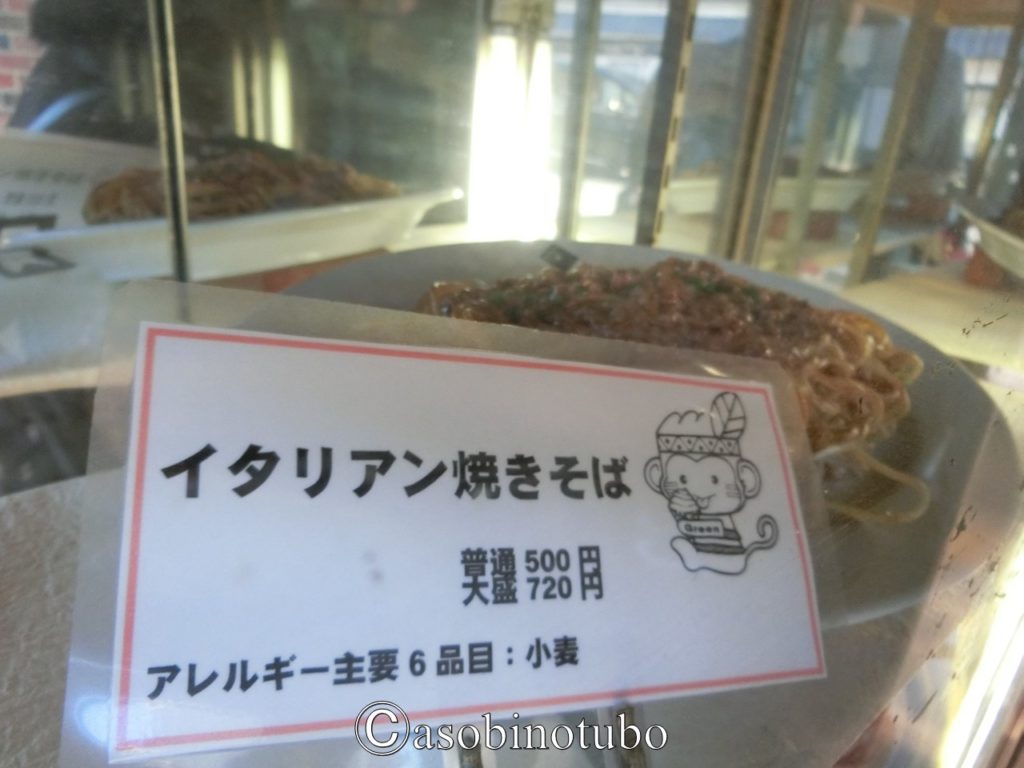 イタリアン焼きそば
普通 500 円
大盛 720 円
アレルギー主要 6 品目：小麦
Green
©asobinotubo